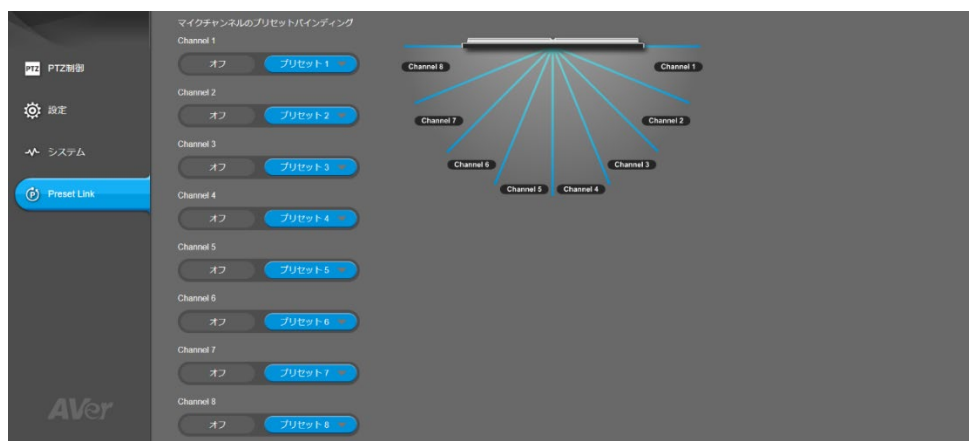 PTZ PTZ制御
設定
システム
P Preset Link
AVer
マイクチャンネルのプリセットバインディング
Channel 1
オフ プリセット 1
Channel 2
オフ プリセット 2
Channel 3
オフ プリセット 3
Channel 4
オフ プリセット 4
Channel 5
オフ プリセット 5
Channel 6
オフ プリセット 6
Channel 7
オフ プリセット 7
Channel 8
オフ プリセット 8
Channel 8 Channel 1
Channel 7 Channel 2
Channel 6 Channel 3
Channel 5 Channel 4